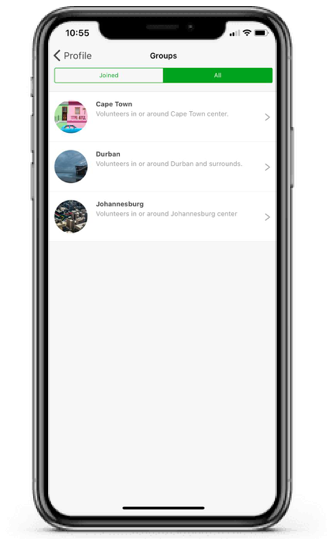 10:55
Profile
Groups
Joined
All
Cape Town
Volunteers in or around Cape Town center.
Durban
Volunteers in or around Durban and surrounds.
Johannesburg
Volunteers in or around Johannesburg center